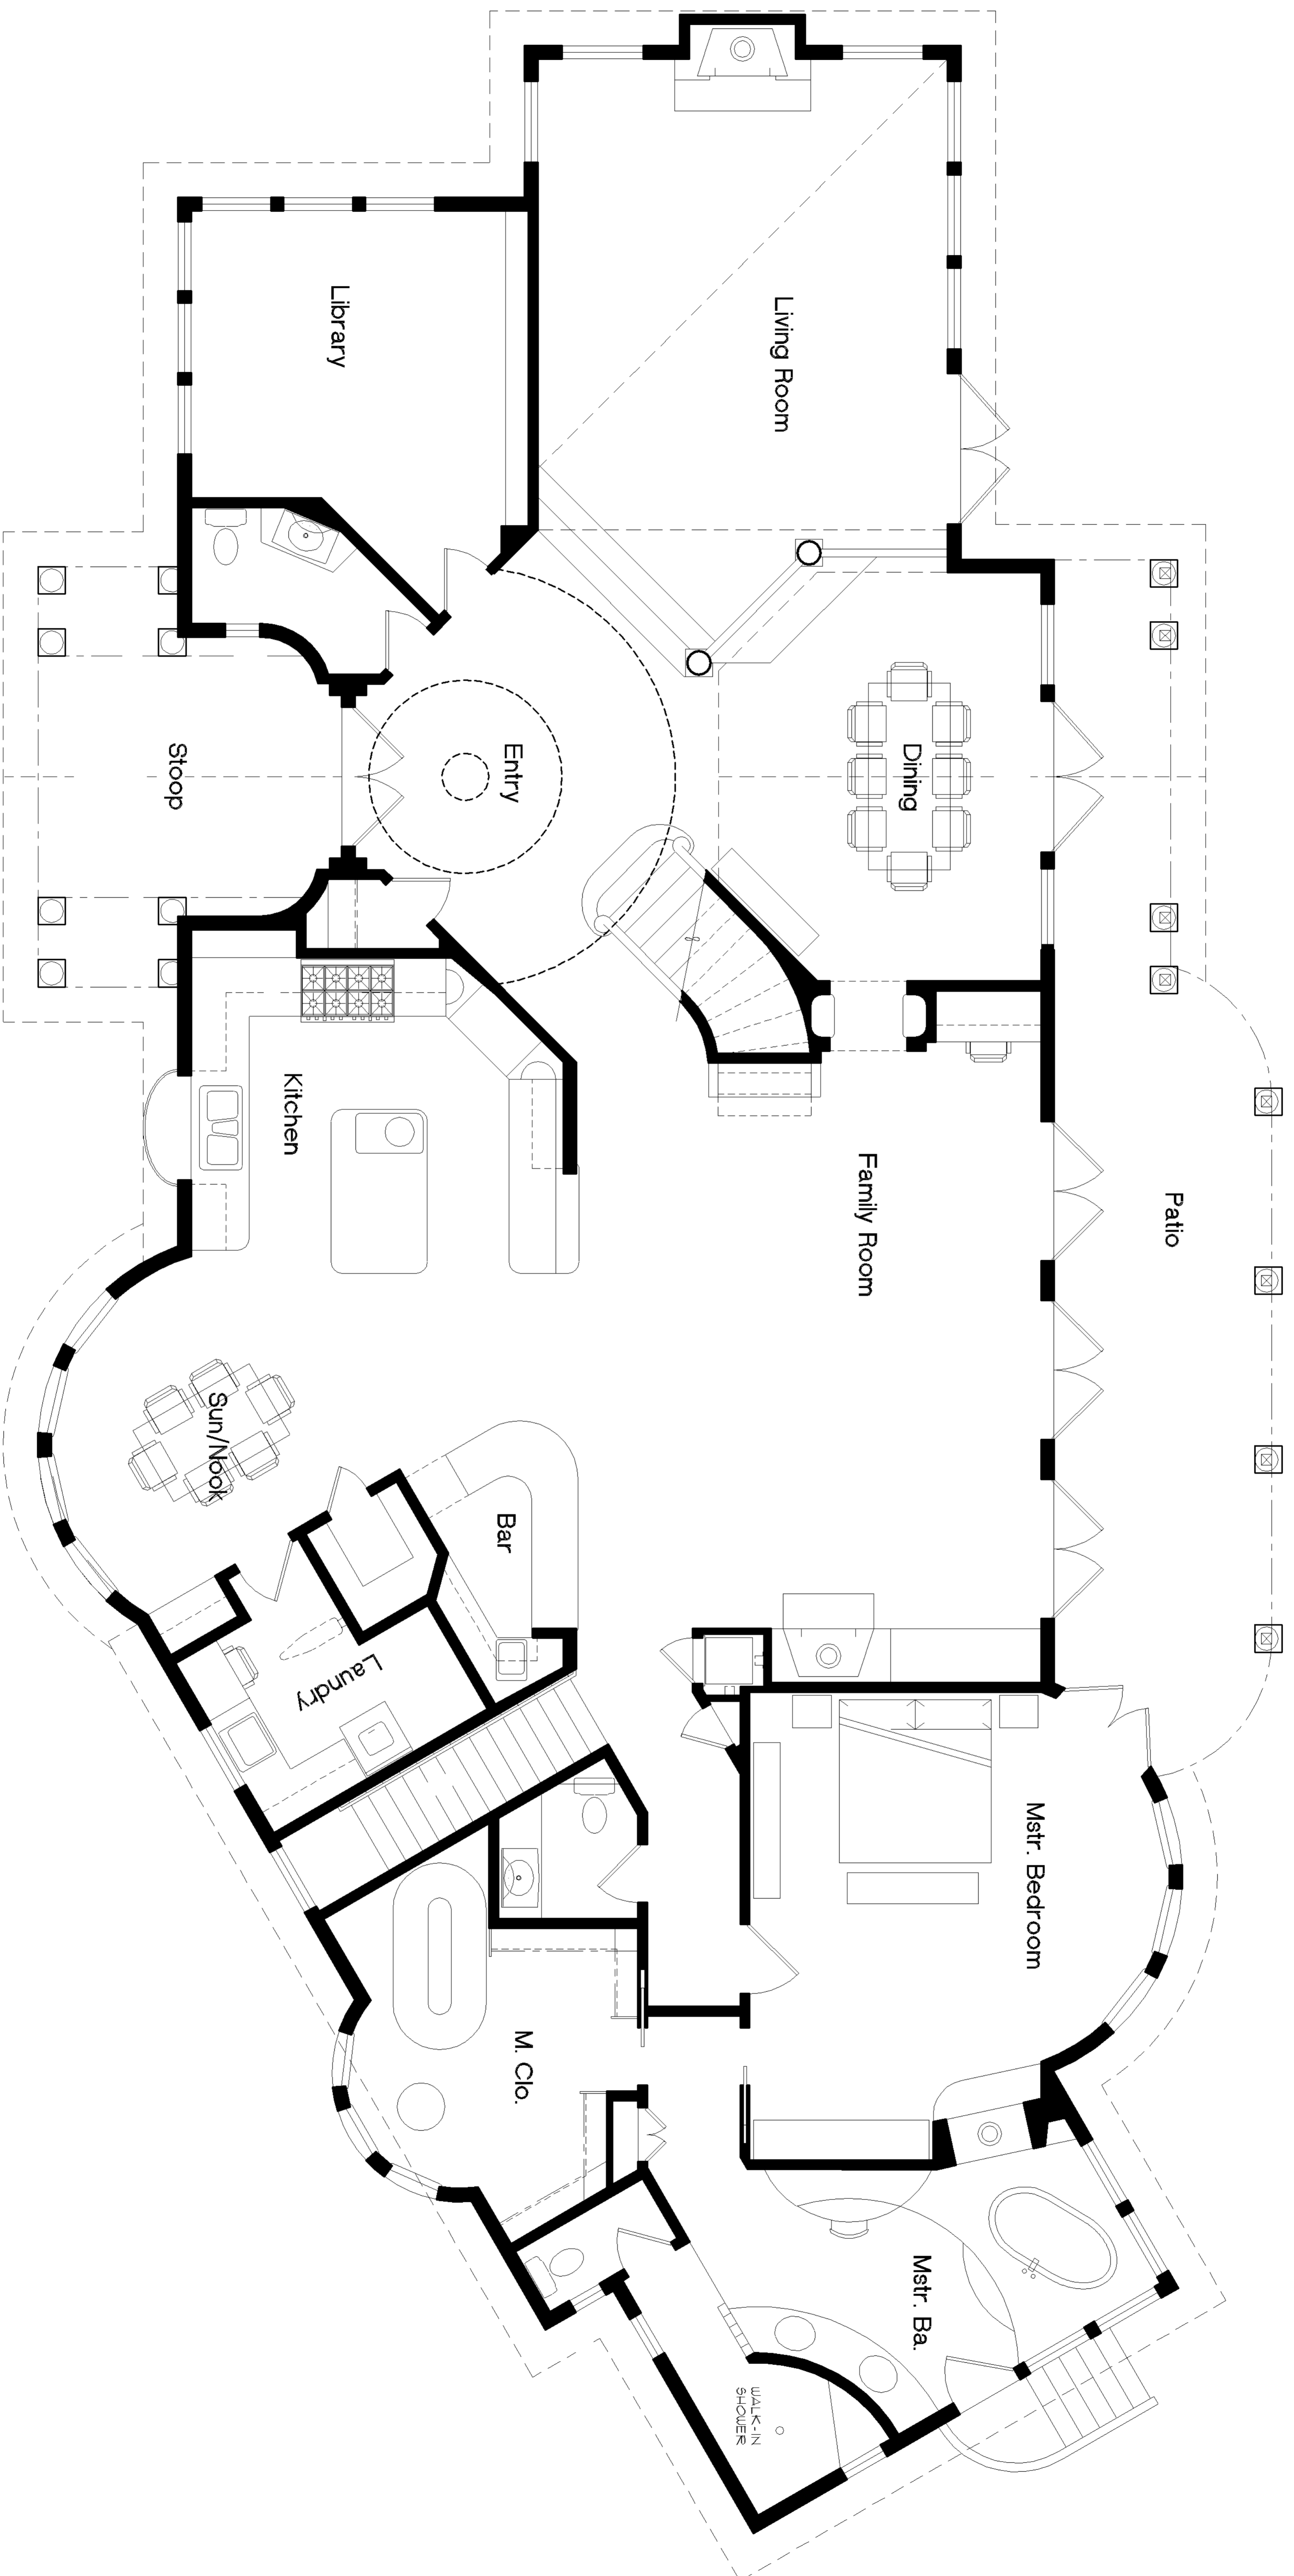 Library
Living Room
Stoop
Entry
Dining
Kitchen
Family Room
Patio
Sun/Nook
Bar
Laundry
Mstr. Bedroom
M. Clo.
Mstr. Ba.
WALK-IN
SHOWER